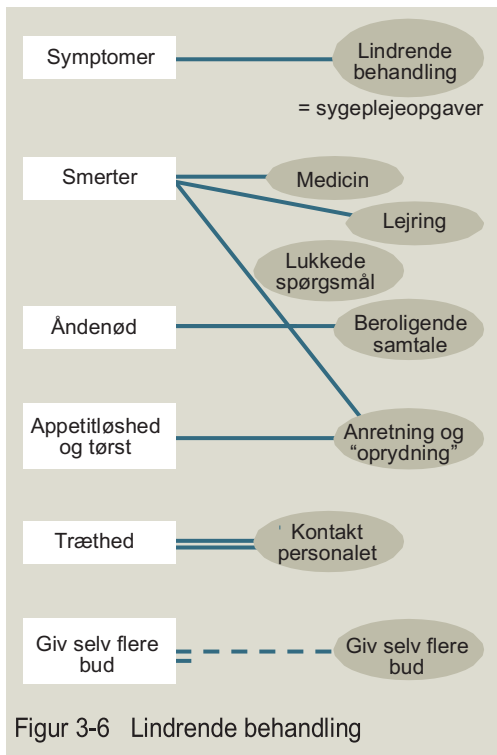 Symptomer
Lindrende
behandling
= sygeplejeopgaver
Smerter
Medicin
Lejring
Lukkede
spørgsmål
Åndenød
Beroligende
samtale
Appetitløshed
og tørst
Anretning og
“oprydning”
Træthed
Kontakt
personalet
Giv selv flere
bud
Giv selv flere
bud
Figur 3-6 Lindrende behandling